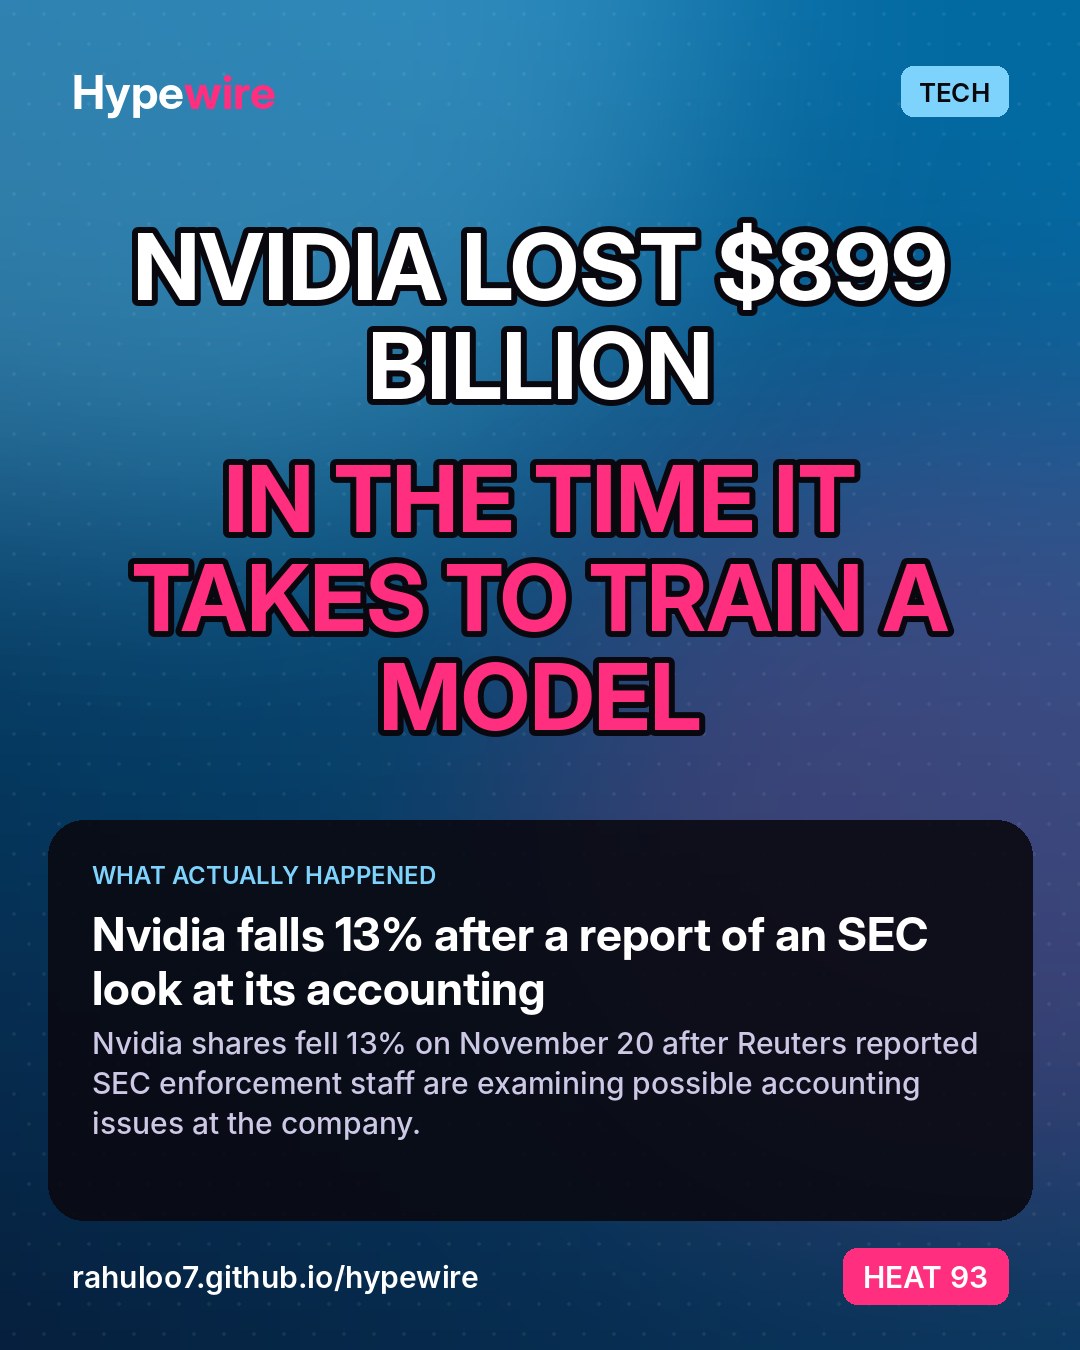 Hypewire
TECH
NVIDIA LOST $899
BILLION
IN THE TIME IT
TAKES TO TRAIN A
MODEL
WHAT ACTUALLY HAPPENED
Nvidia falls 13% after a report of an SEC
look at its accounting
Nvidia shares fell 13% on November 20 after Reuters reported
SEC enforcement staff are examining possible accounting
issues at the company.
rahuloo7.github.io/hypewire
HEAT 93